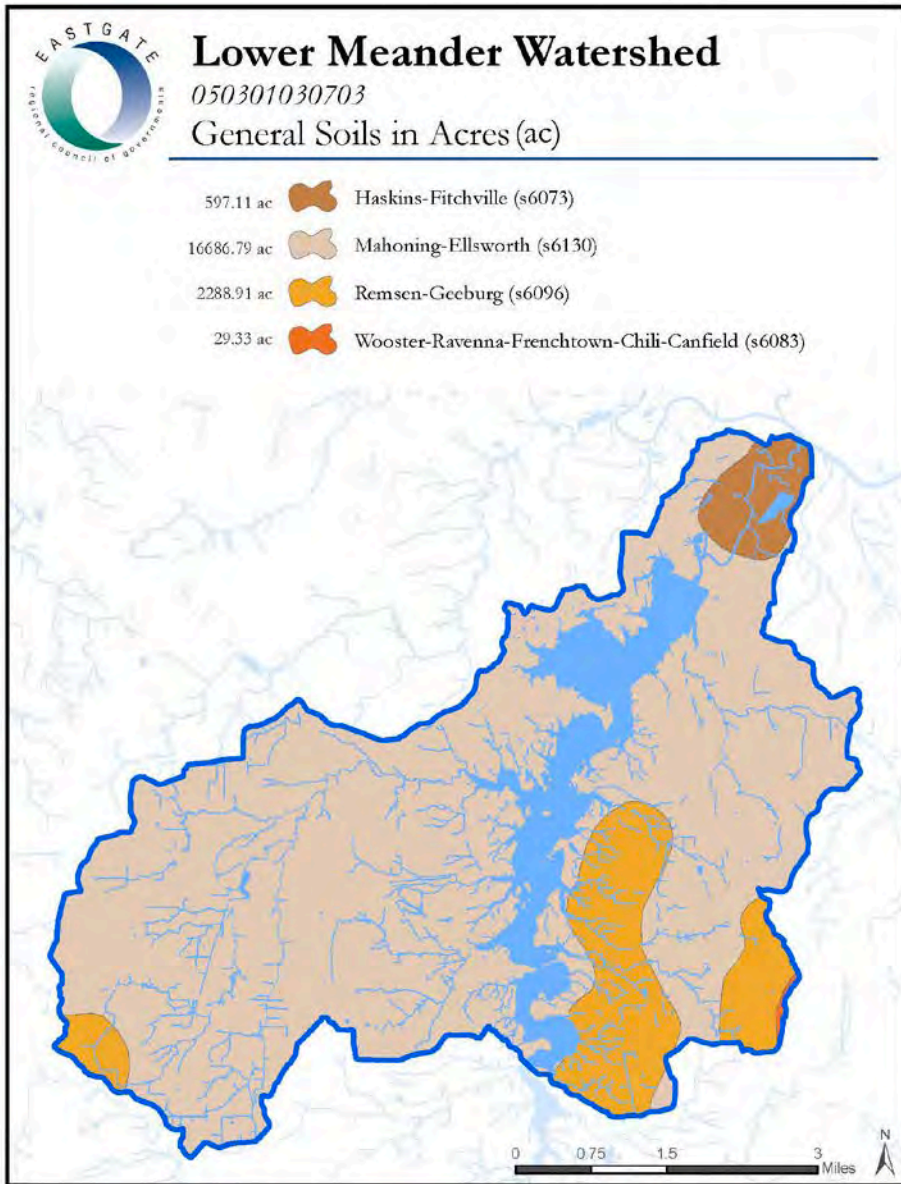 EASTGATE
regional council of governments
Lower Meander Watershed
050301030703
General Soils in Acres (ac)
597.11 ac Haskins-Fitchville (s6073)
16686.79 ac Mahoning-Ellsworth (s6130)
2288.91 ac Remsen-Geeburg (s6096)
29.33 ac Wooster-Ravenna-Frenchtown-Chili-Canfield (s6083)
N
0 0.75 1.5 3
Miles